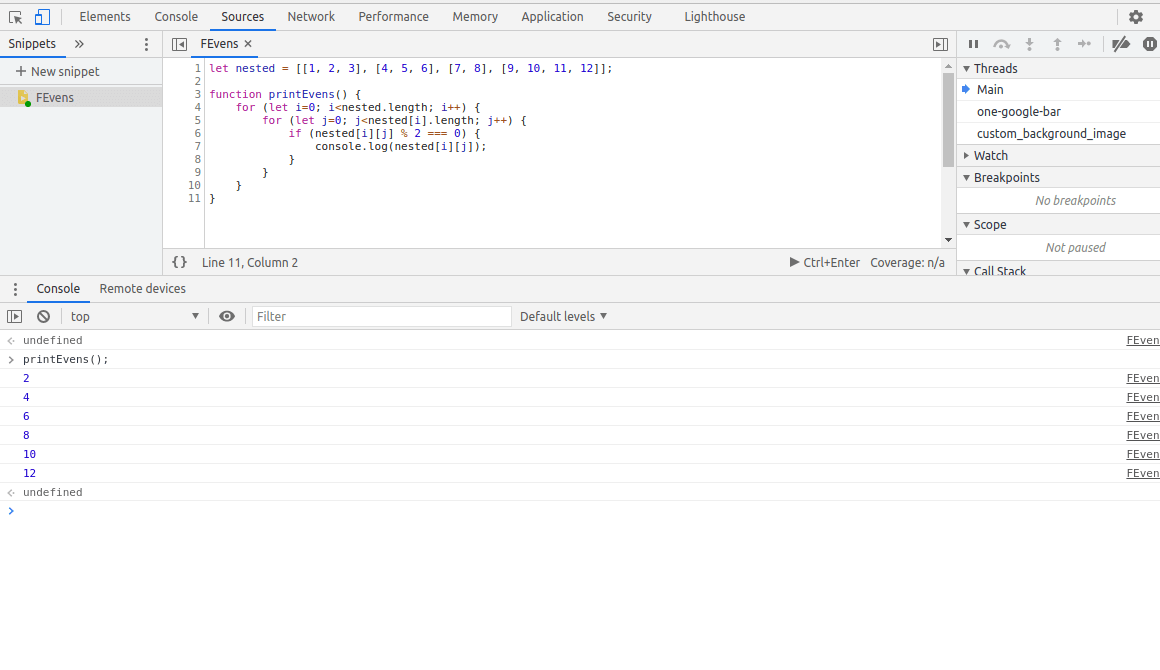 Elements Console Sources Network Performance Memory Application Security Lighthouse
Snippets
FEvens
New snippet
FEvens
1 let nested = [[1, 2, 3], [4, 5, 6], [7, 8], [9, 10, 11, 12]];
2
3 function printEvens() {
4 for (let i=0; i<nested.length; i++) {
5 for (let j=0; j<nested[i].length; j++) {
6 if (nested[i][j] % 2 === 0) {
7 console.log(nested[i][j]);
8 }
9 }
10 }
11 }
{} Line 11, Column 2 Ctrl+Enter Coverage: n/a
Threads
Main
one-google-bar
custom_background_image
Watch
Breakpoints
No breakpoints
Scope
Not paused
Call Stack
Console Remote devices
top Filter Default levels
undefined FEven
printEvens();
2 FEven
4 FEven
6 FEven
8 FEven
10 FEven
12 FEven
undefined